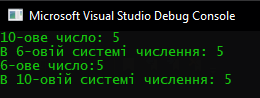 Microsoft Visual Studio Debug Console
10-ове число: 5
В 6-овій системі числення: 5
6-ове число:5
В 10-овій системі числення: 5